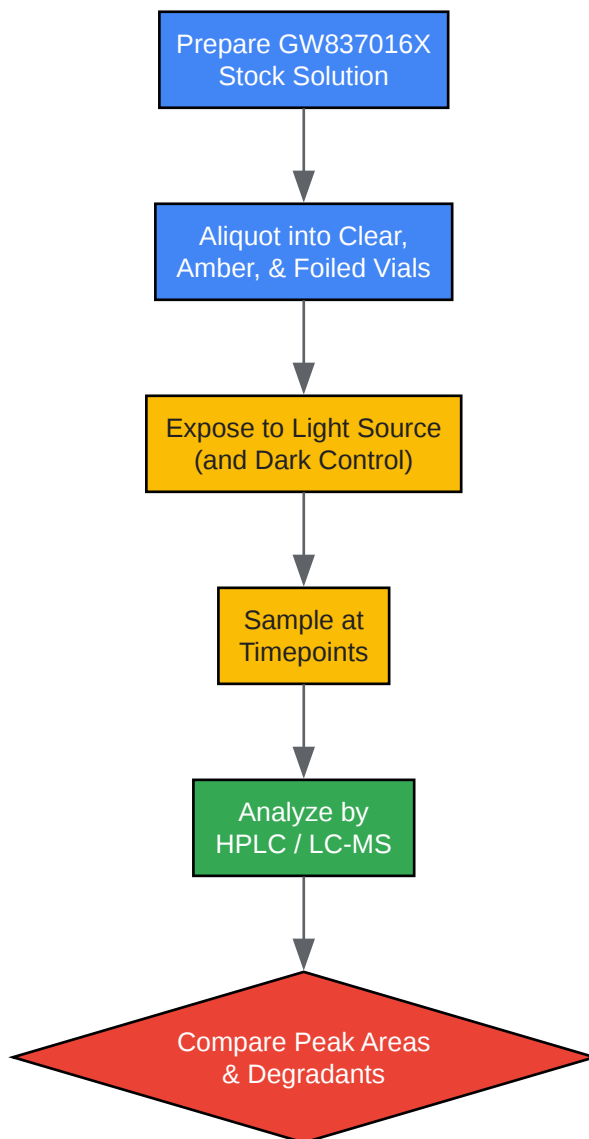 Prepare GW837016X
Stock Solution
Aliquot into Clear,
Amber, & Foiled Vials
Expose to Light Source
(and Dark Control)
Sample at
Timepoints
Analyze by
HPLC / LC-MS
Compare Peak Areas
& Degradants